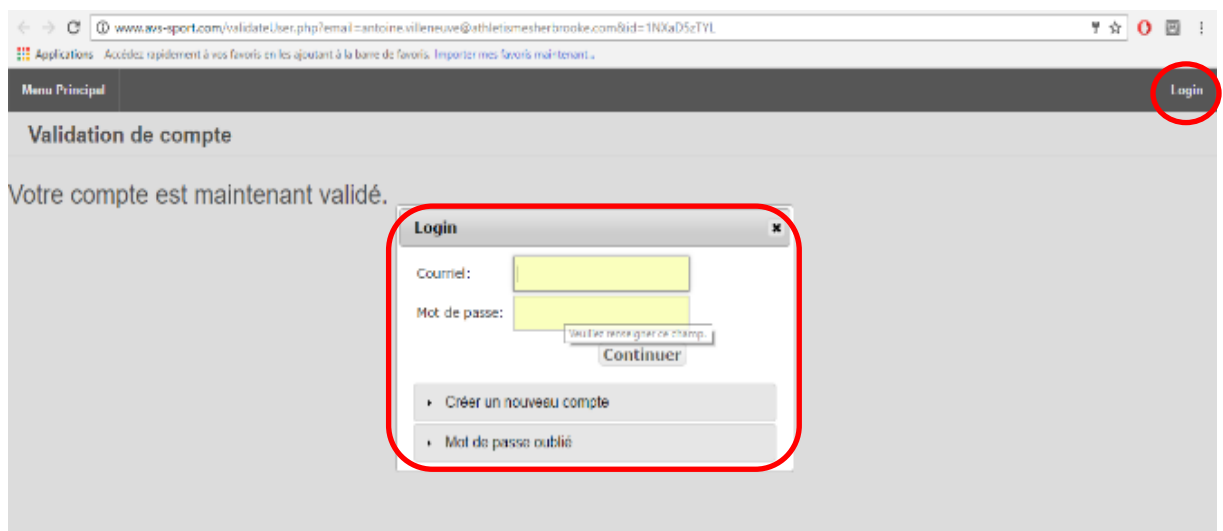 www.avs-sport.com/validateUser.php?email=antoine.villeneuve@athletismesherbrooke.com&id=1NXaD5zTYL
Applications Accédez rapidement à vos favoris en les ajoutant à la barre de favoris. Importer mes favoris maintenant...
Menu Principal Login
Validation de compte
Votre compte est maintenant validé.
Login
Courriel:
Mot de passe:
Veuillez renseigner ce champ.
Continuer
Créer un nouveau compte
Mot de passe oublié